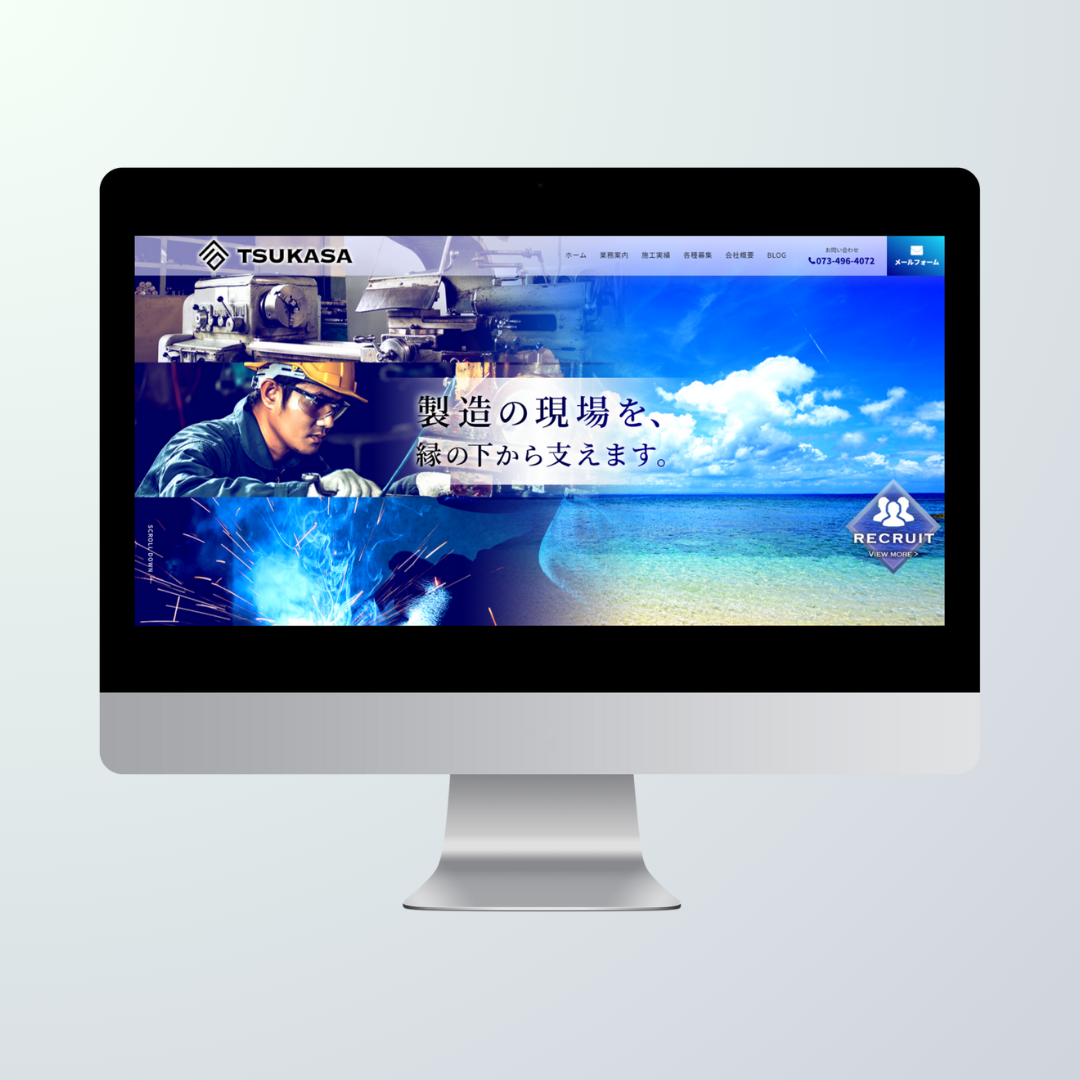 TSUKASA
ホーム 業務案内 施工実績 各種募集 会社概要 BLOG
お問い合わせ
073-496-4072
メールフォーム
製造の現場を、
縁の下から支えます。
SCROLL DOWN
RECRUIT
VIEW MORE >